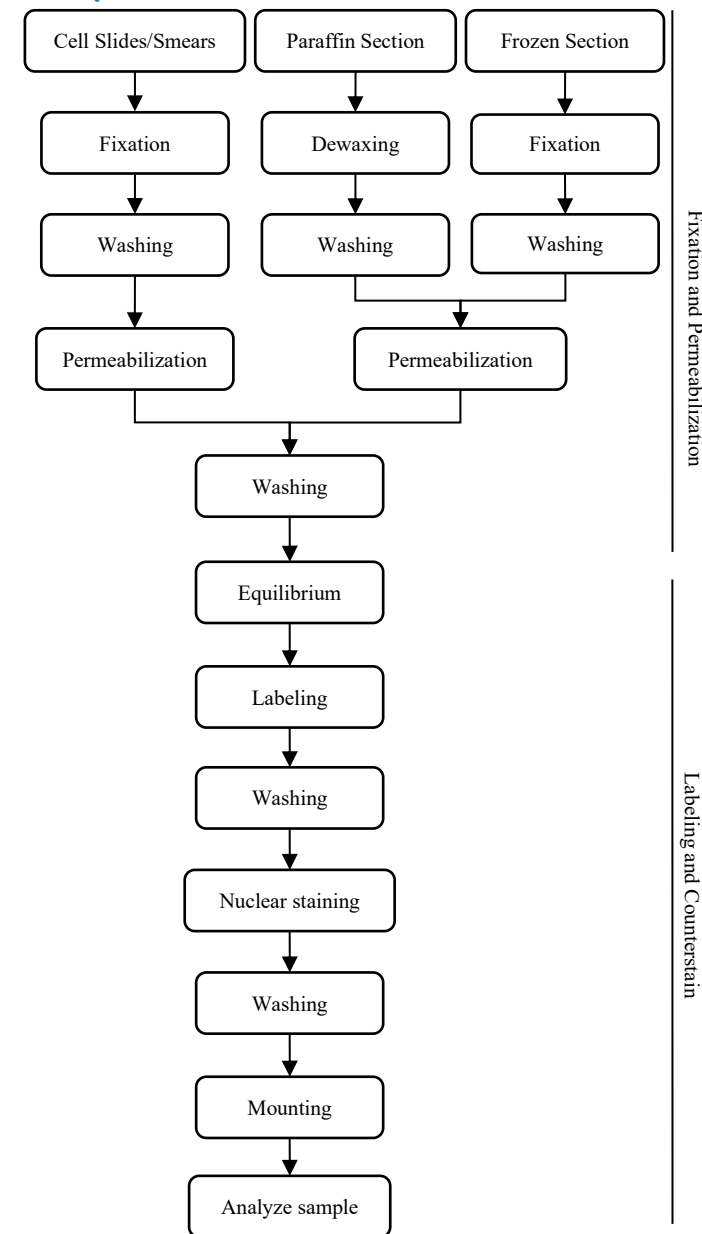 Cell Slides/Smears
Paraffin Section
Frozen Section
Fixation
Dewaxing
Fixation
Washing
Washing
Washing
Permeabilization
Permeabilization
Washing
Equilibrium
Labeling
Washing
Nuclear staining
Washing
Mounting
Analyze sample
Fixation and Permeabilization
Labeling and Counterstain